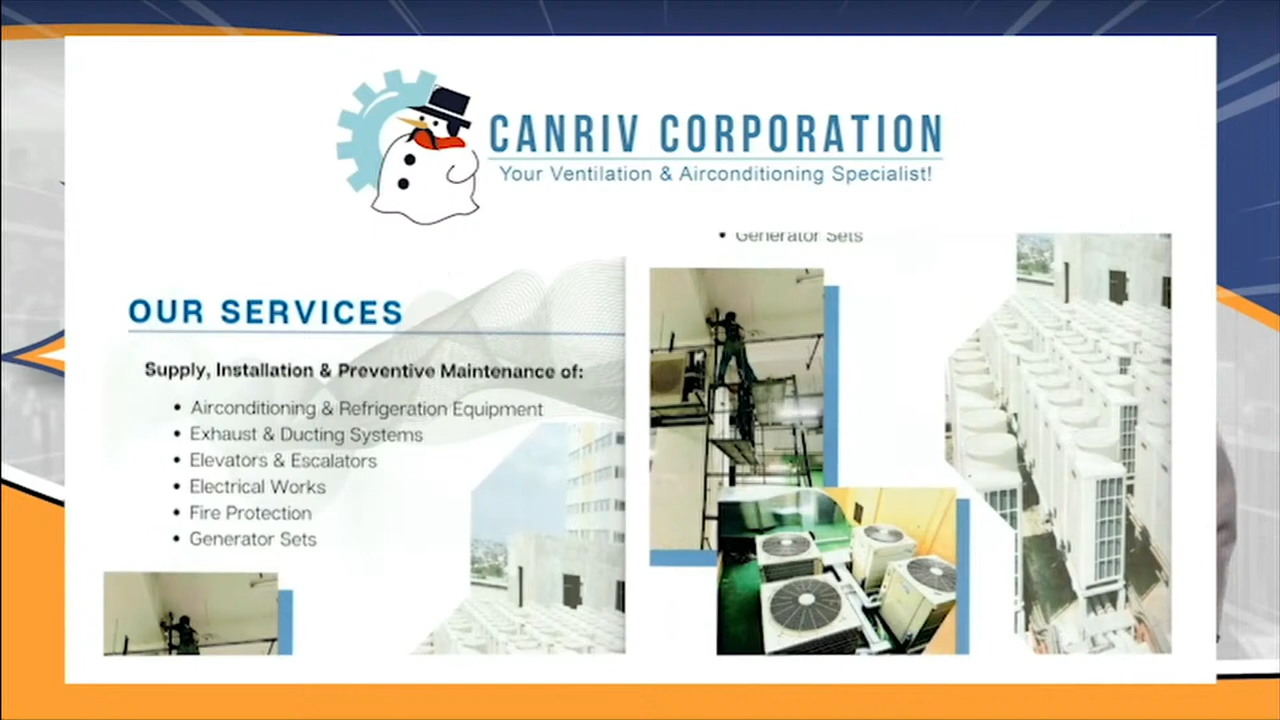 CANRIV CORPORATION
Your Ventilation & Airconditioning Specialist!
OUR SERVICES
Supply, Installation & Preventive Maintenance of:
• Airconditioning & Refrigeration Equipment
• Exhaust & Ducting Systems
• Elevators & Escalators
• Electrical Works
• Fire Protection
• Generator Sets
• Generator Sets